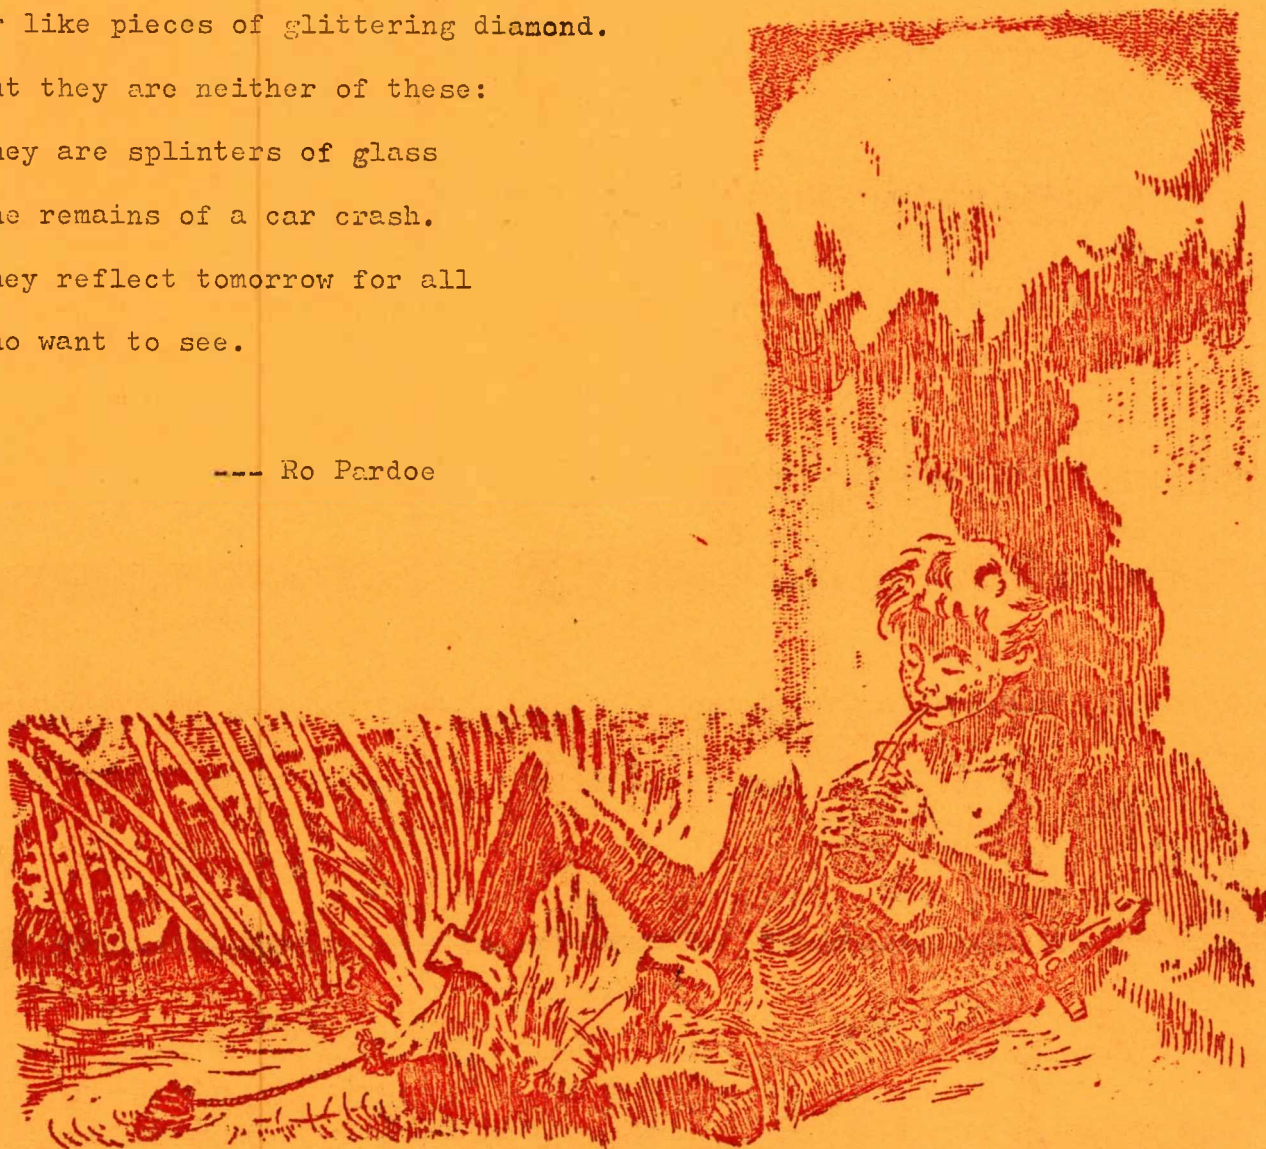 like pieces of glittering diamond.
they are neither of these:
are splinters of glass
remains of a car crash.
reflect tomorrow for all
want to see.
--- Ro Pardoe